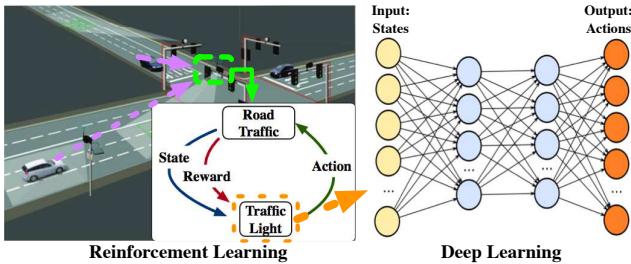 Input:
States
Output:
Actions
Road
Traffic
State
Reward
Action
Traffic
Light
...
...
...
...
Reinforcement Learning
Deep Learning